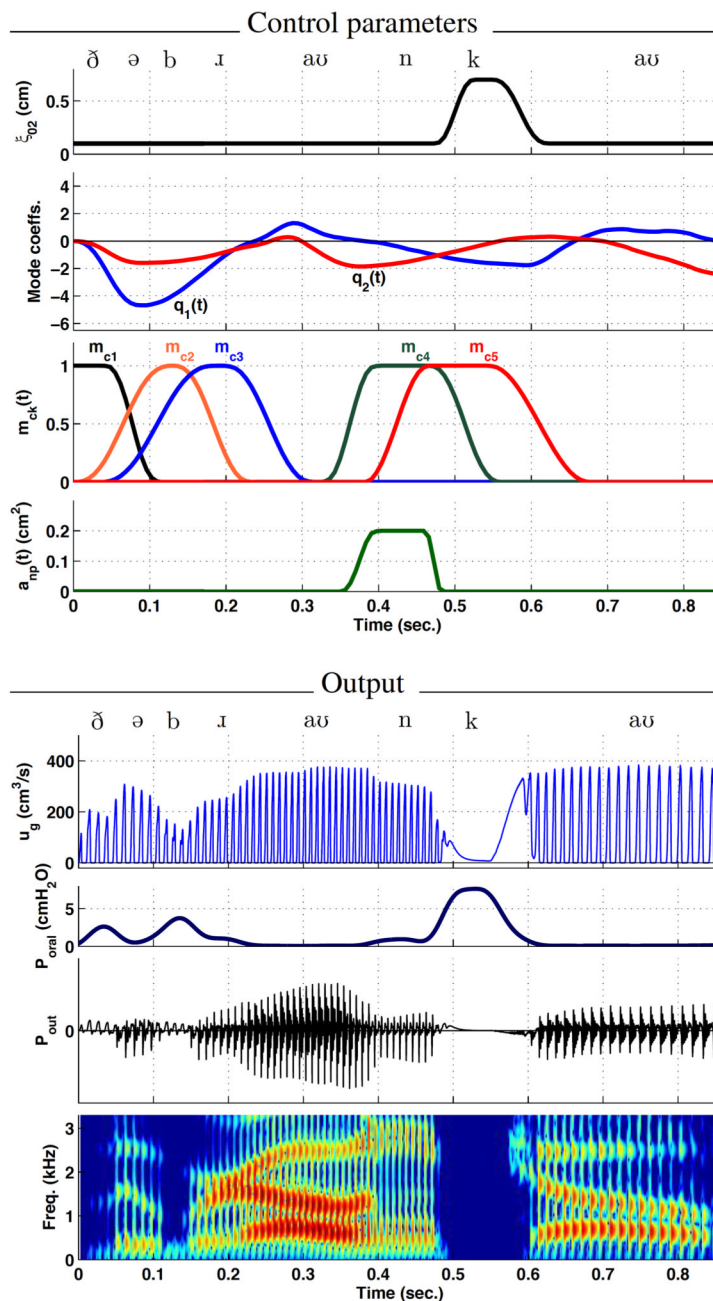 Control parameters
ð ə b ɹ aʊ n k aʊ
ξ02 (cm)
0.5
0
Mode coeffs.
4
2
0
-2
-4
-6
q1(t)
q2(t)
mck(t)
1
0.5
0
mc1 mc2 mc3 mc4 mc5
anp(t) (cm2)
0.2
0.1
0
0 0.1 0.2 0.3 0.4 0.5 0.6 0.7 0.8
Time (sec.)
Output
ð ə b ɹ aʊ n k aʊ
ug (cm3/s)
400
200
0
Poral (cmH2O)
5
0
Pout
0
Freq. (kHz)
3
2
1
0
0 0.1 0.2 0.3 0.4 0.5 0.6 0.7 0.8
Time (sec.)